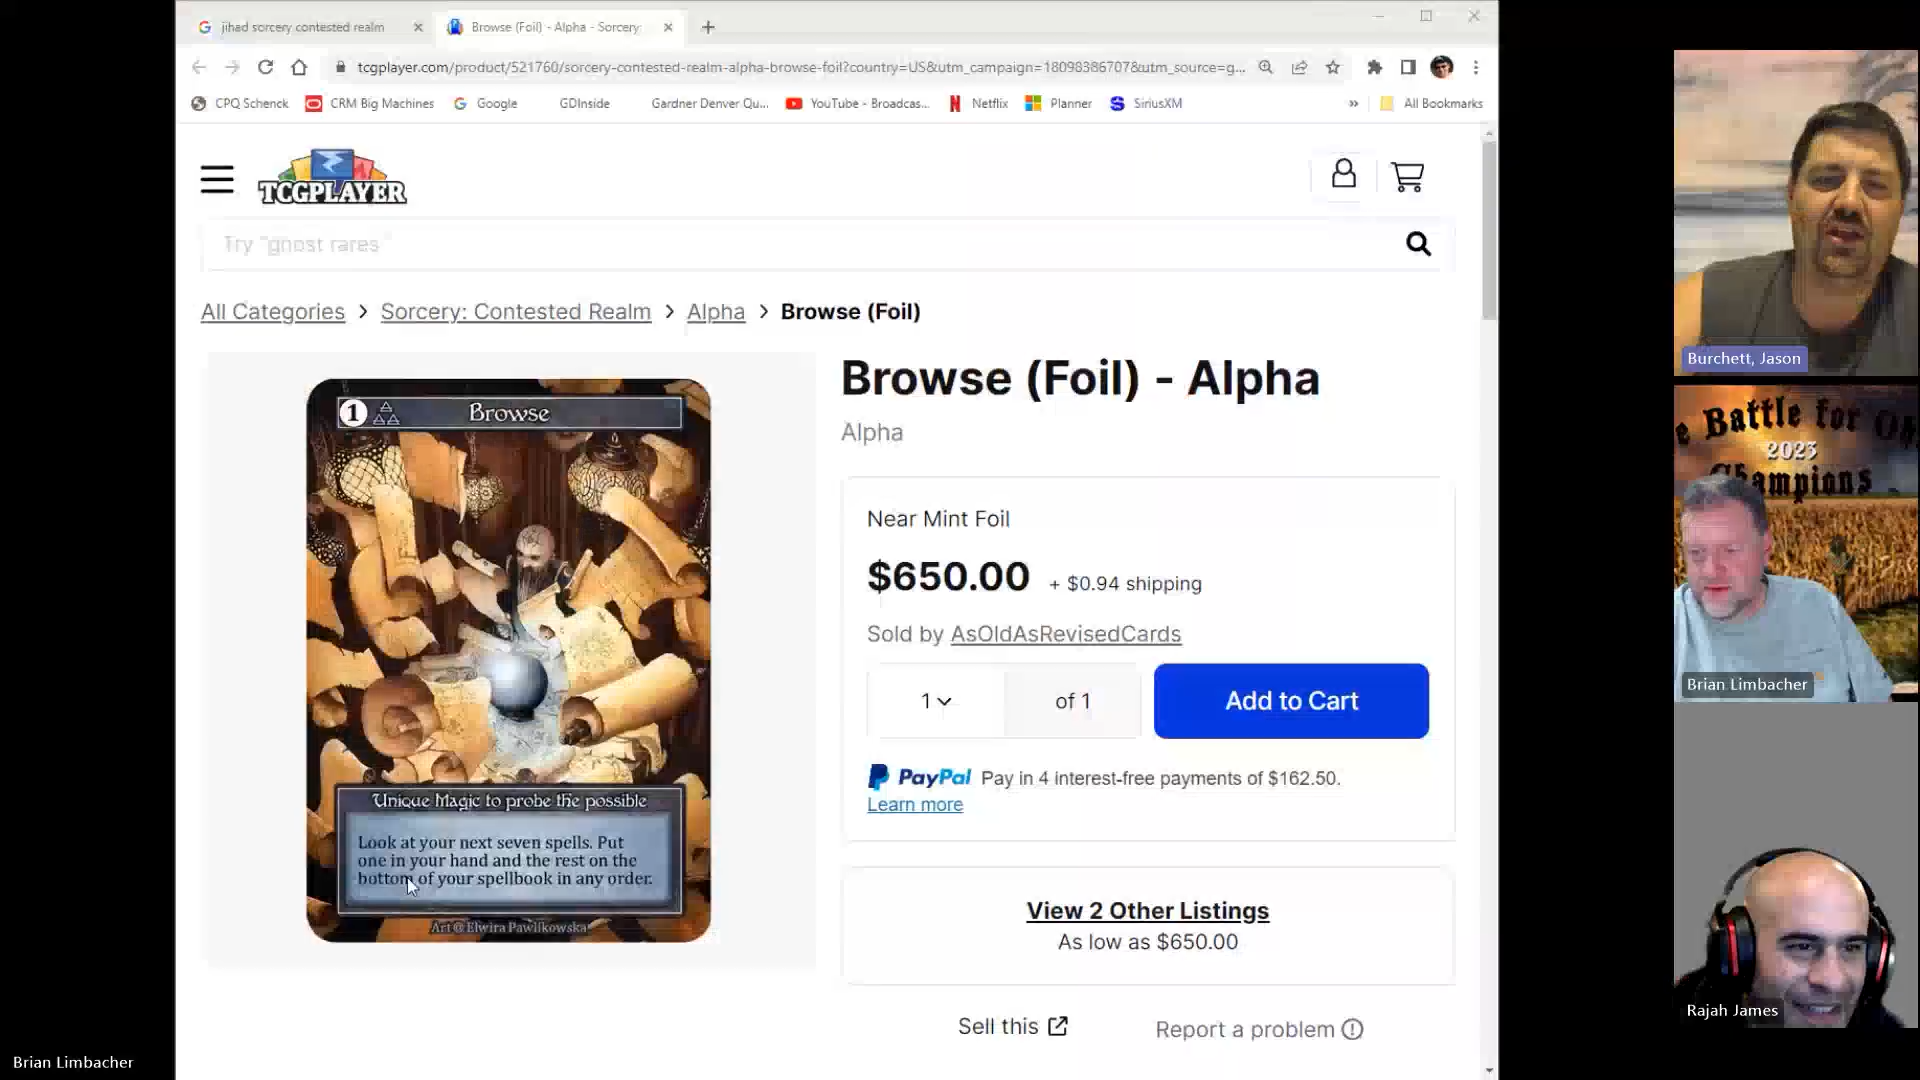 jihad sorcery contested realm
Browse (Foil) - Alpha - Sorcery:
tcgplayer.com/product/521760/sorcery-contested-realm-alpha-browse-foil?country=US&utm_campaign=18098386707&utm_source=g...
CPQ Schenck
CRM Big Machines
Google
GDInside
Gardner Denver Qu...
YouTube - Broadcas...
Netflix
Planner
SiriusXM
»
All Bookmarks
TCGPLAYER
Try "ghost rares"
All Categories > Sorcery: Contested Realm > Alpha > Browse (Foil)
1 Browse
Unique Magic to probe the possible
Look at your next seven spells. Put
one in your hand and the rest on the
bottom of your spellbook in any order.
Art @ Elwira Pawlikowska
Browse (Foil) - Alpha
Alpha
Near Mint Foil
$650.00 + $0.94 shipping
Sold by AsOldAsRevisedCards
1 of 1
Add to Cart
PayPal Pay in 4 interest-free payments of $162.50.
Learn more
View 2 Other Listings
As low as $650.00
Sell this
Report a problem
Burchett, Jason
Battle for
2023
Champions
Brian Limbacher
Rajah James
Brian Limbacher